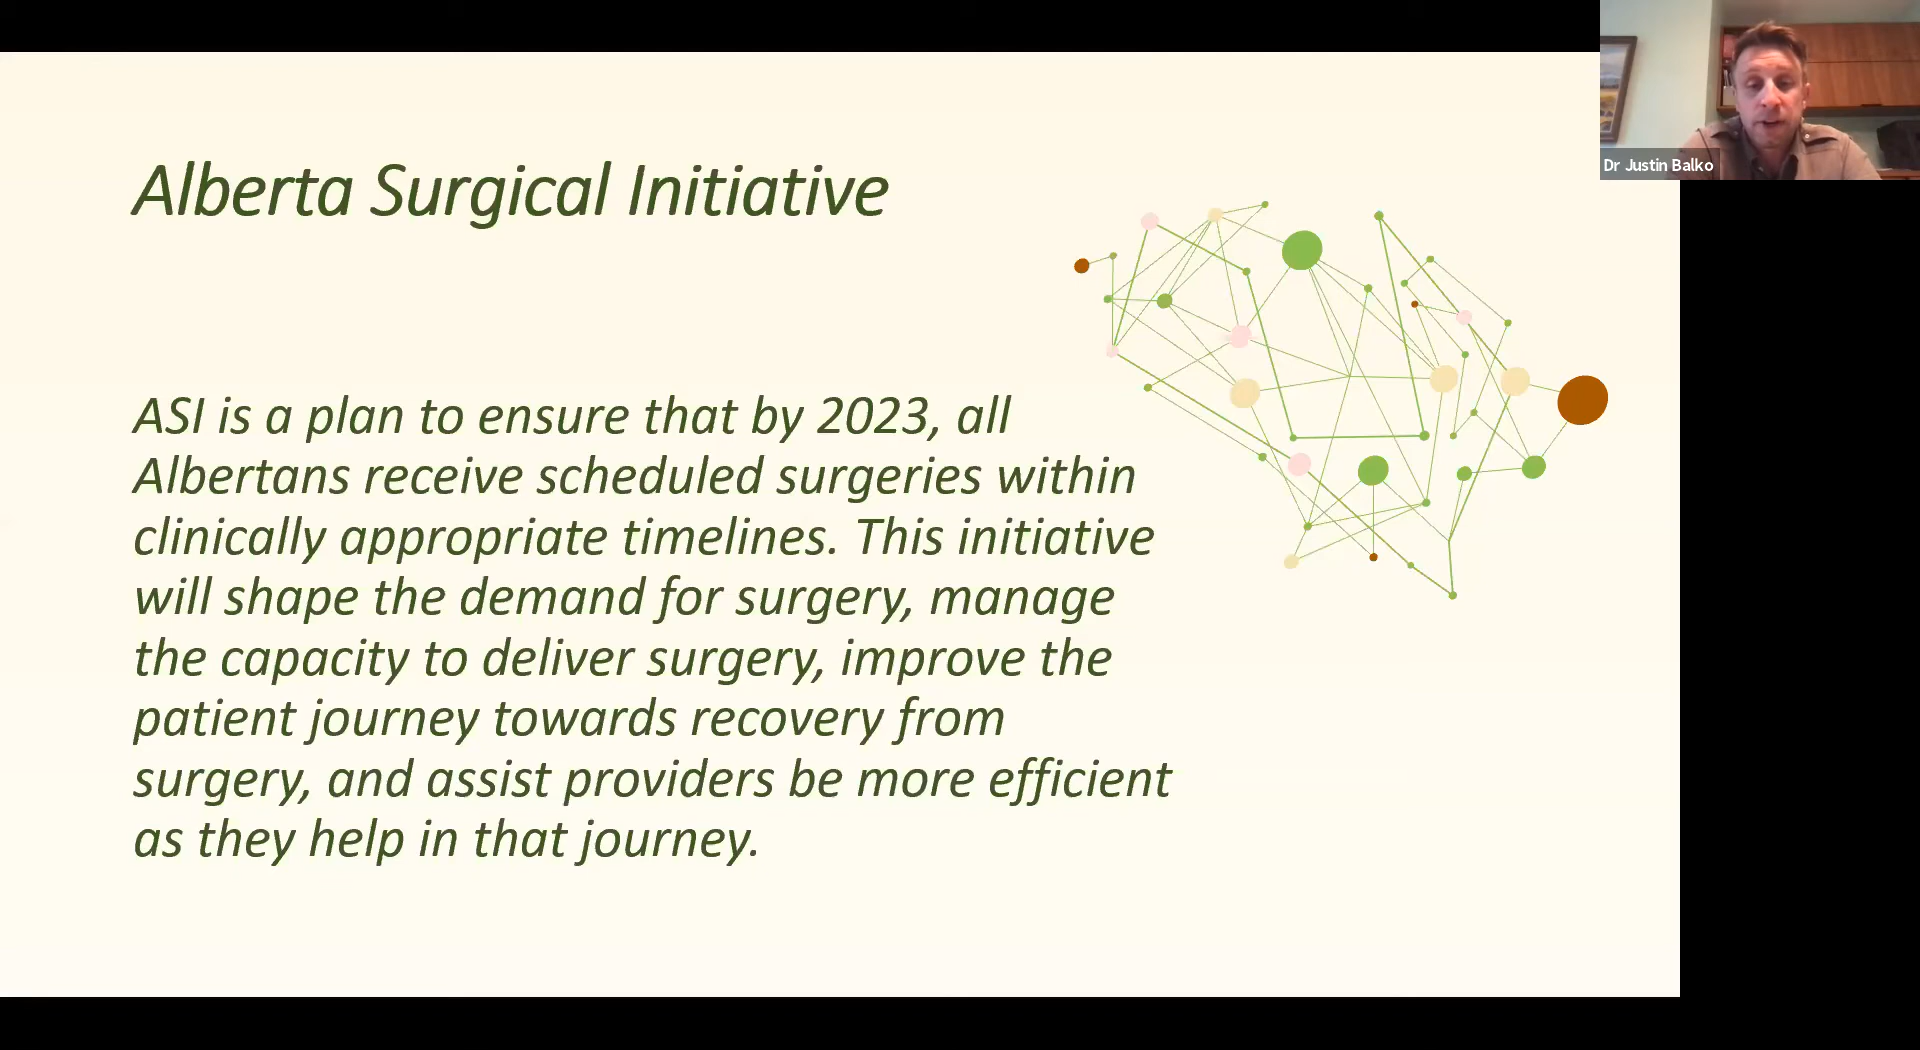 Dr Justin Balko
Alberta Surgical Initiative
ASI is a plan to ensure that by 2023, all
Albertans receive scheduled surgeries within
clinically appropriate timelines. This initiative
will shape the demand for surgery, manage
the capacity to deliver surgery, improve the
patient journey towards recovery from
surgery, and assist providers be more efficient
as they help in that journey.